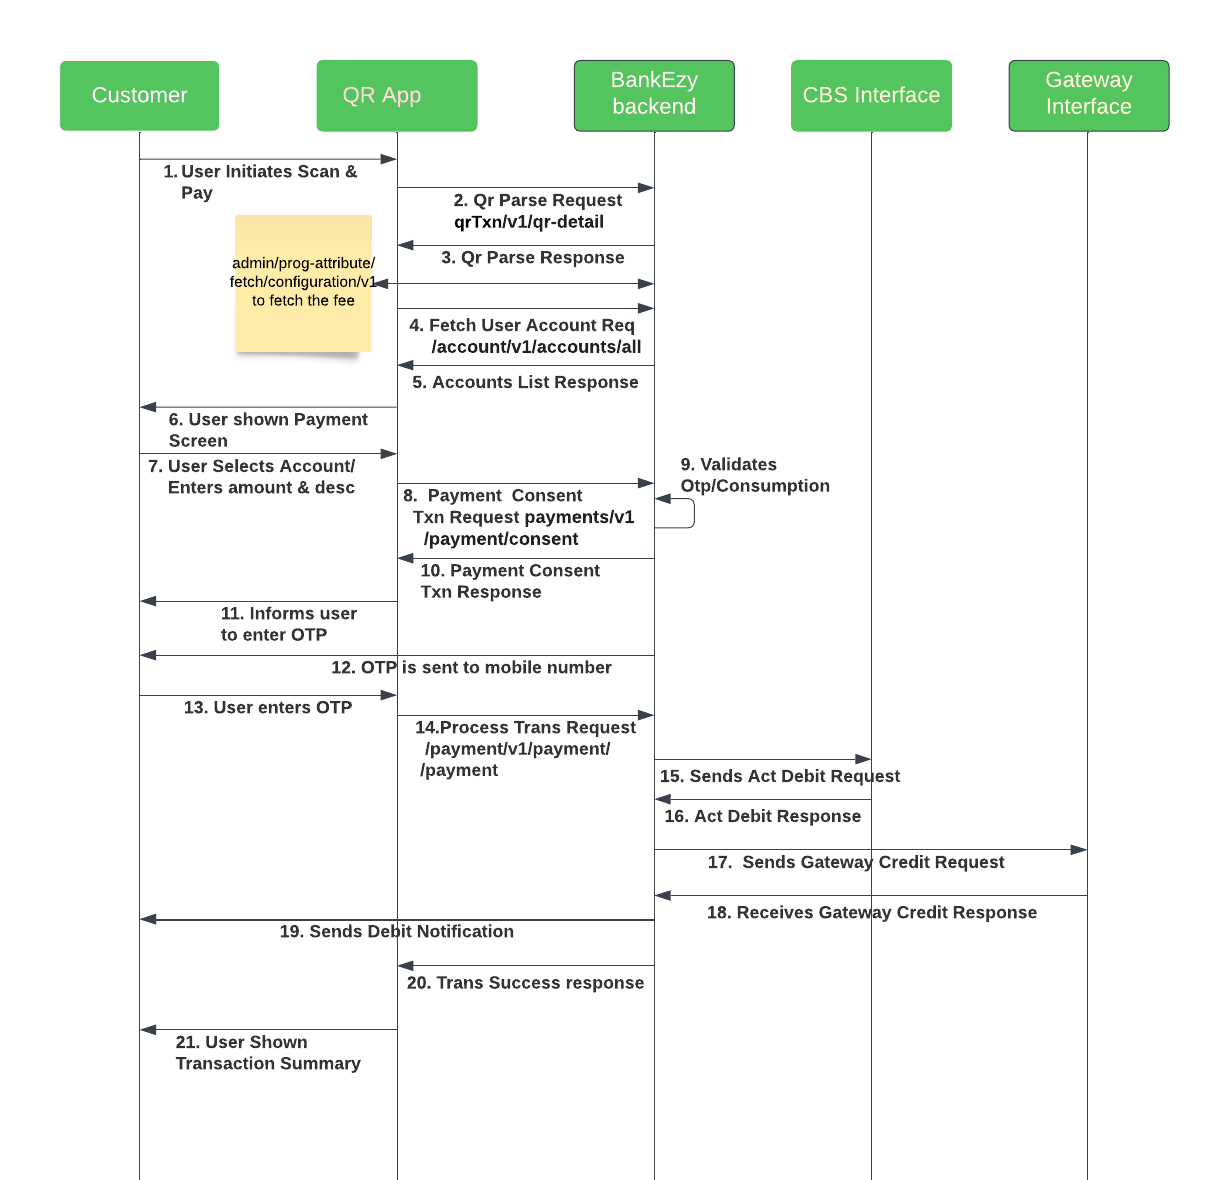 Customer
QR App
BankEzy
backend
CBS Interface
Gateway
Interface
1. User Initiates Scan &
Pay
2. Qr Parse Request
qrTxn/v1/qr-detail
3. Qr Parse Response
admin/prog-attribute/
fetch/configuration/v1
to fetch the fee
4. Fetch User Account Req
/account/v1/accounts/all
5. Accounts List Response
6. User shown Payment
Screen
7. User Selects Account/
Enters amount & desc
8. Payment Consent
Txn Request payments/v1
/payment/consent
9. Validates
Otp/Consumption
10. Payment Consent
Txn Response
11. Informs user
to enter OTP
12. OTP is sent to mobile number
13. User enters OTP
14.Process Trans Request
/payment/v1/payment/
/payment
15. Sends Act Debit Request
16. Act Debit Response
17. Sends Gateway Credit Request
18. Receives Gateway Credit Response
19. Sends Debit Notification
20. Trans Success response
21. User Shown
Transaction Summary